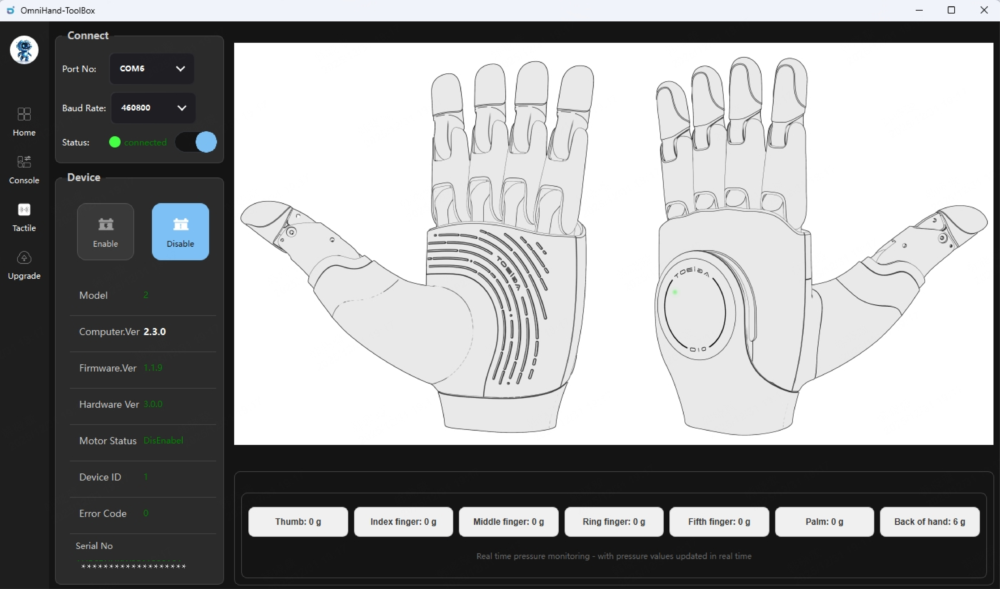 OmniHand-ToolBox
Home
Console
Tactile
Upgrade
Connect
Port No: COM6
Baud Rate: 460800
Status: connected
Device
Enable
Disable
Model 2
Computer.Ver 2.3.0
Firmware.Ver 1.1.9
Hardware Ver 3.0.0
Motor Status DisEnabel
Device ID 1
Error Code 0
Serial No
*******************
Thumb: 0 g
Index finger: 0 g
Middle finger: 0 g
Ring finger: 0 g
Fifth finger: 0 g
Palm: 0 g
Back of hand: 6 g
Real time pressure monitoring - with pressure values updated in real time